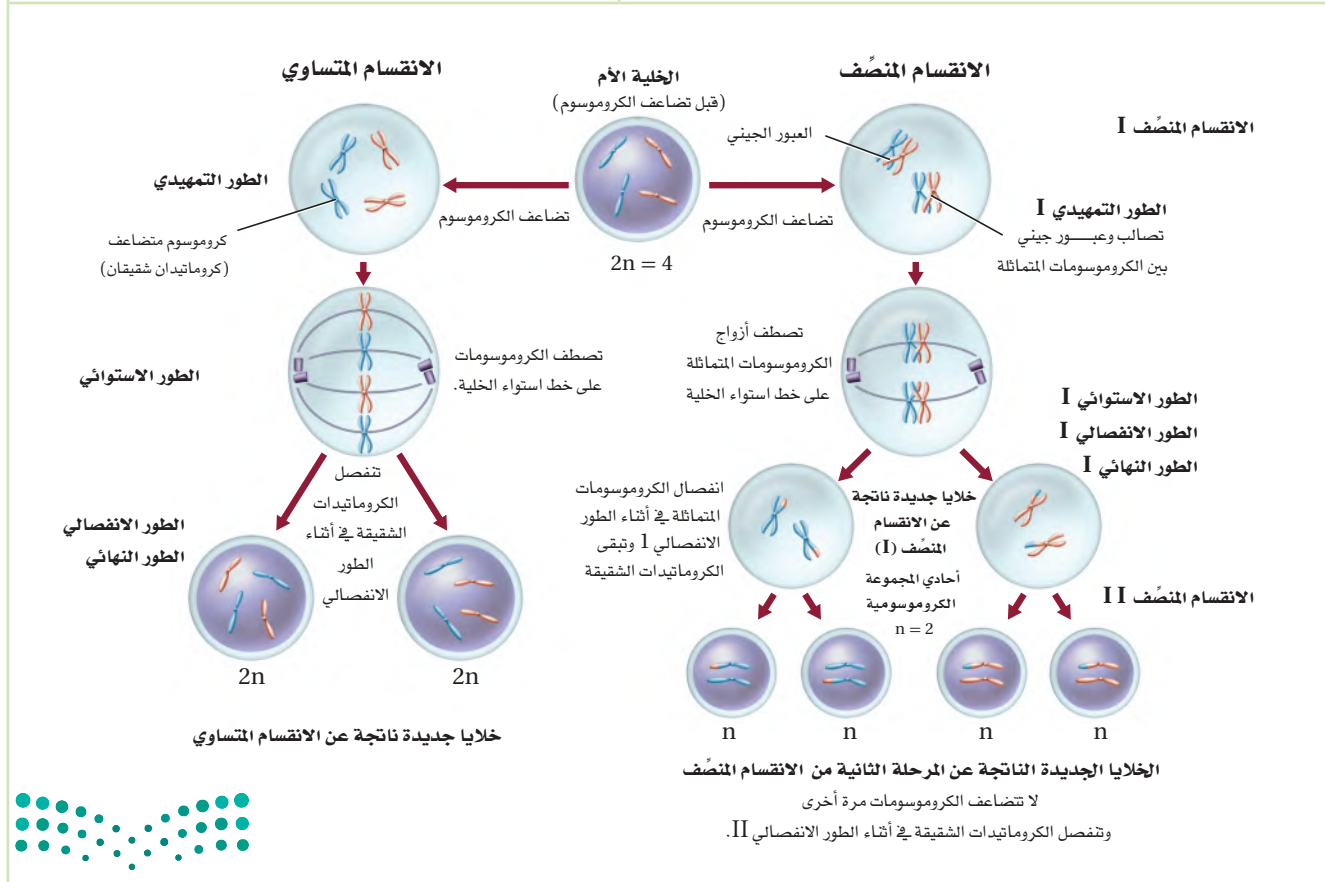 الانقسام المنصِّف
الخلية الأم
(قبل تضاعف الكروموسوم)
الانقسام المتساوي
الانقسام المنصِّف I
العبور الجيني
الطور التمهيدي I
تصالب وعبـــــور جيني
بين الكروموسومات المتماثلة
تضاعف الكروموسوم
2n = 4
تضاعف الكروموسوم
الطور التمهيدي
كروموسوم متضاعف
(كروماتيدان شقيقان)
تصطف أزواج
الكروموسومات المتماثلة
على خط استواء الخلية
تصطف الكروموسومات
على خط استواء الخلية.
الطور الاستوائي
الطور الاستوائي I
الطور الانفصالي I
الطور النهائي I
خلايا جديدة ناتجة
عن الانقسام
المنصِّف (I)
أحادي المجموعة
الكروموسومية
n = 2
انفصال الكروموسومات
المتماثلة في أثناء الطور
الانفصالي 1 وتبقى
الكروماتيدات الشقيقة
تنفصل
الكروماتيدات
الشقيقة في أثناء
الطور
الانفصالي
الطور الانفصالي
الطور النهائي
الانقسام المنصِّف II
2n
2n
n
n
n
n
خلايا جديدة ناتجة عن الانقسام المتساوي
الخلايا الجديدة الناتجة عن المرحلة الثانية من الانقسام المنصِّف
لا تتضاعف الكروموسومات مرة أخرى
وتنفصل الكروماتيدات الشقيقة في أثناء الطور الانفصالي II.